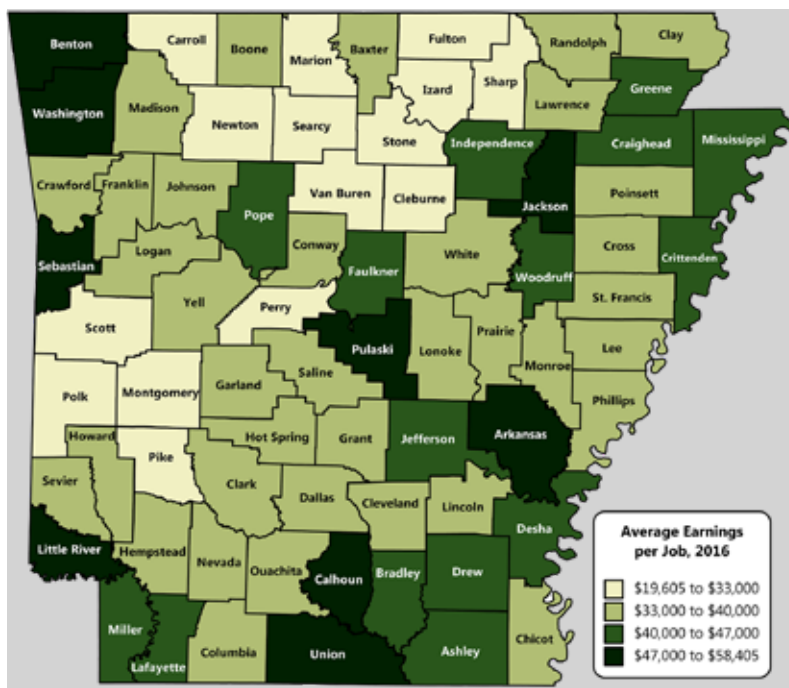 Benton
Carroll
Boone
Marion
Baxter
Fulton
Randolph
Clay
Sharp
Izard
Greene
Washington
Madison
Lawrence
Newton
Searcy
Stone
Independence
Craighead
Mississippi
Crawford
Franklin
Johnson
Van Buren
Cleburne
Jackson
Poinsett
Pope
Logan
Conway
White
Cross
Sebastian
Faulkner
Woodruff
Crittenden
Yell
Perry
St. Francis
Scott
Pulaski
Lonoke
Prairie
Monroe
Lee
Saline
Garland
Polk
Montgomery
Phillips
Howard
Hot Spring
Grant
Jefferson
Arkansas
Pike
Sevier
Clark
Dallas
Cleveland
Lincoln
Desha
Little River
Hempstead
Nevada
Ouachita
Calhoun
Bradley
Drew
Miller
Lafayette
Columbia
Union
Ashley
Chicot
Average Earnings
per Job, 2016
$19,605 to $33,000
$33,000 to $40,000
$40,000 to $47,000
$47,000 to $58,405